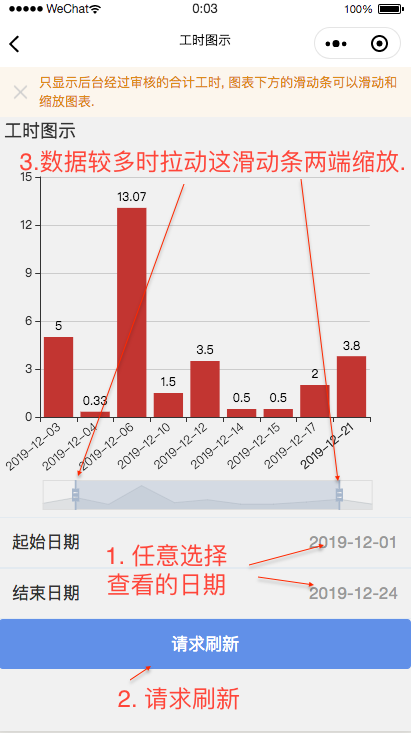 WeChat 0:03 100%
工时图示
只显示后台经过审核的合计工时, 图表下方的滑动条可以滑动和
缩放图表.
工时图示
3.数据较多时拉动这滑动条两端缩放.
15
13.07
12
9
6
5
3.8
3.5
3
2
1.5
0.33
0.5
0.5
0
2019-12-03 2019-12-04 2019-12-06 2019-12-10 2019-12-12 2019-12-14 2019-12-15 2019-12-17 2019-12-21
起始日期 2019-12-01
1. 任意选择
查看的日期
结束日期 2019-12-24
请求刷新
2. 请求刷新